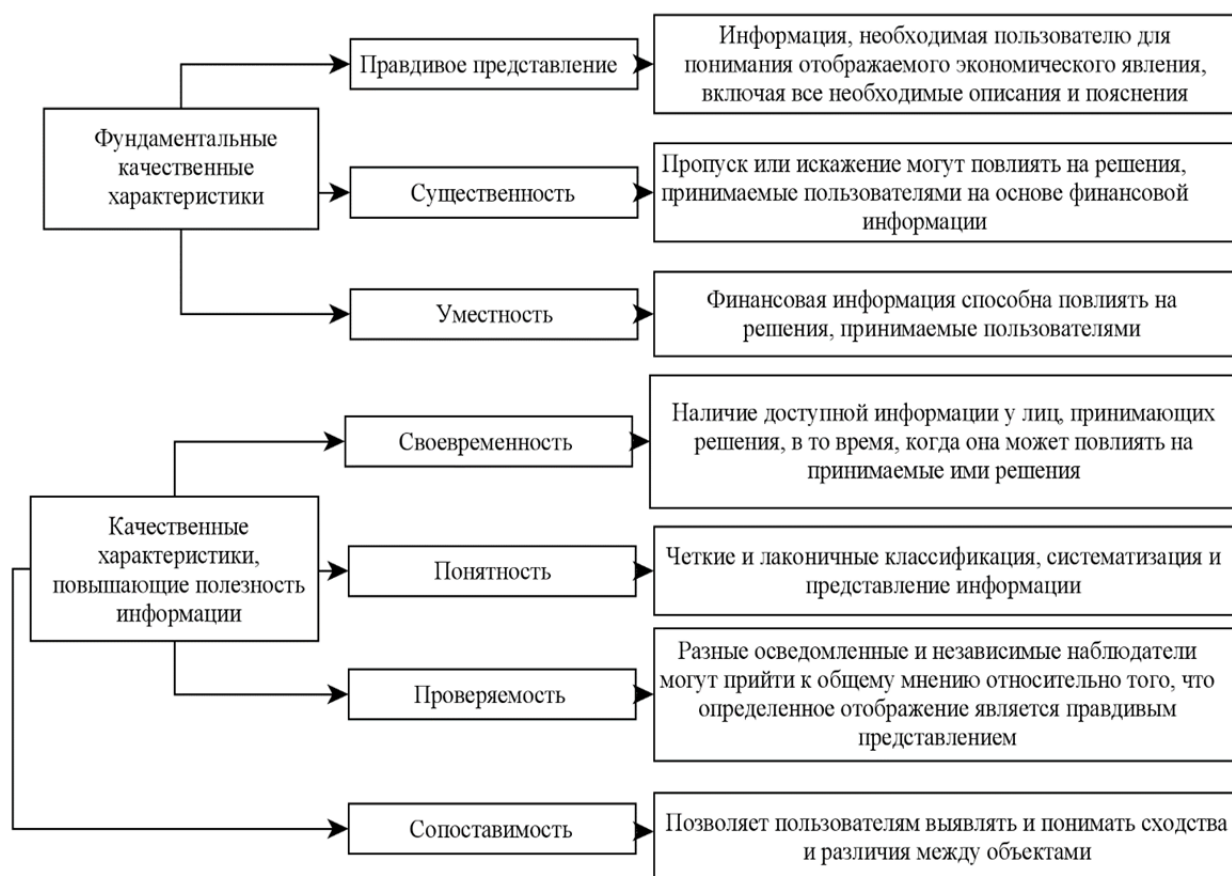 Правдивое представление
Информация, необходимая пользователю для
понимания отображаемого экономического явления,
включая все необходимые описания и пояснения
Фундаментальные
качественные
характеристики
Существенность
Пропуск или искажение могут повлиять на решения,
принимаемые пользователями на основе финансовой
информации
Уместность
Финансовая информация способна повлиять на
решения, принимаемые пользователями
Своевременность
Наличие доступной информации у лиц, принимающих
решения, в то время, когда она может повлиять на
принимаемые ими решения
Качественные
характеристики,
повышающие полезность
информации
Понятность
Четкие и лаконичные классификация, систематизация и
представление информации
Проверяемость
Разные осведомленные и независимые наблюдатели
могут прийти к общему мнению относительно того, что
определенное отображение является правдивым
представлением
Сопоставимость
Позволяет пользователям выявлять и понимать сходства
и различия между объектами